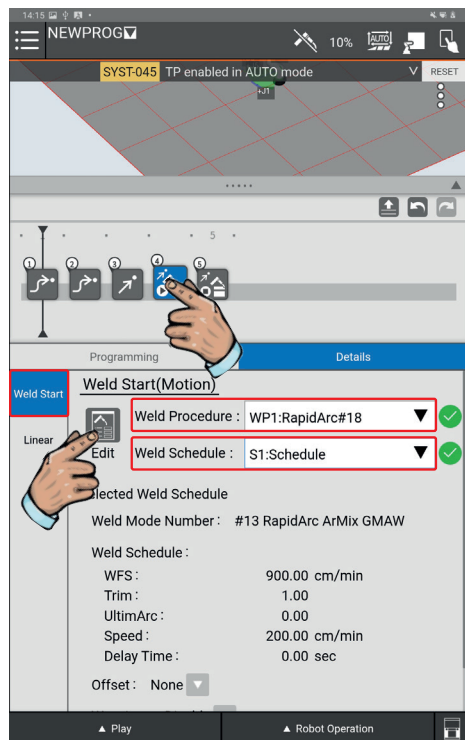 14:15
NEWPROG
10%
AUTO
SYST-045 TP enabled in AUTO mode
RESET
+J1
5
1
2
3
4
5
Programming
Details
Weld Start
Weld Start(Motion)
Weld Procedure : WP1:RapidArc#18
Linear
Edit
Weld Schedule : S1:Schedule
elected Weld Schedule
Weld Mode Number : #13 RapidArc ArMix GMAW
Weld Schedule :
WFS : 900.00 cm/min
Trim : 1.00
UltimArc : 0.00
Speed : 200.00 cm/min
Delay Time : 0.00 sec
Offset : None
▲ Play
▲ Robot Operation